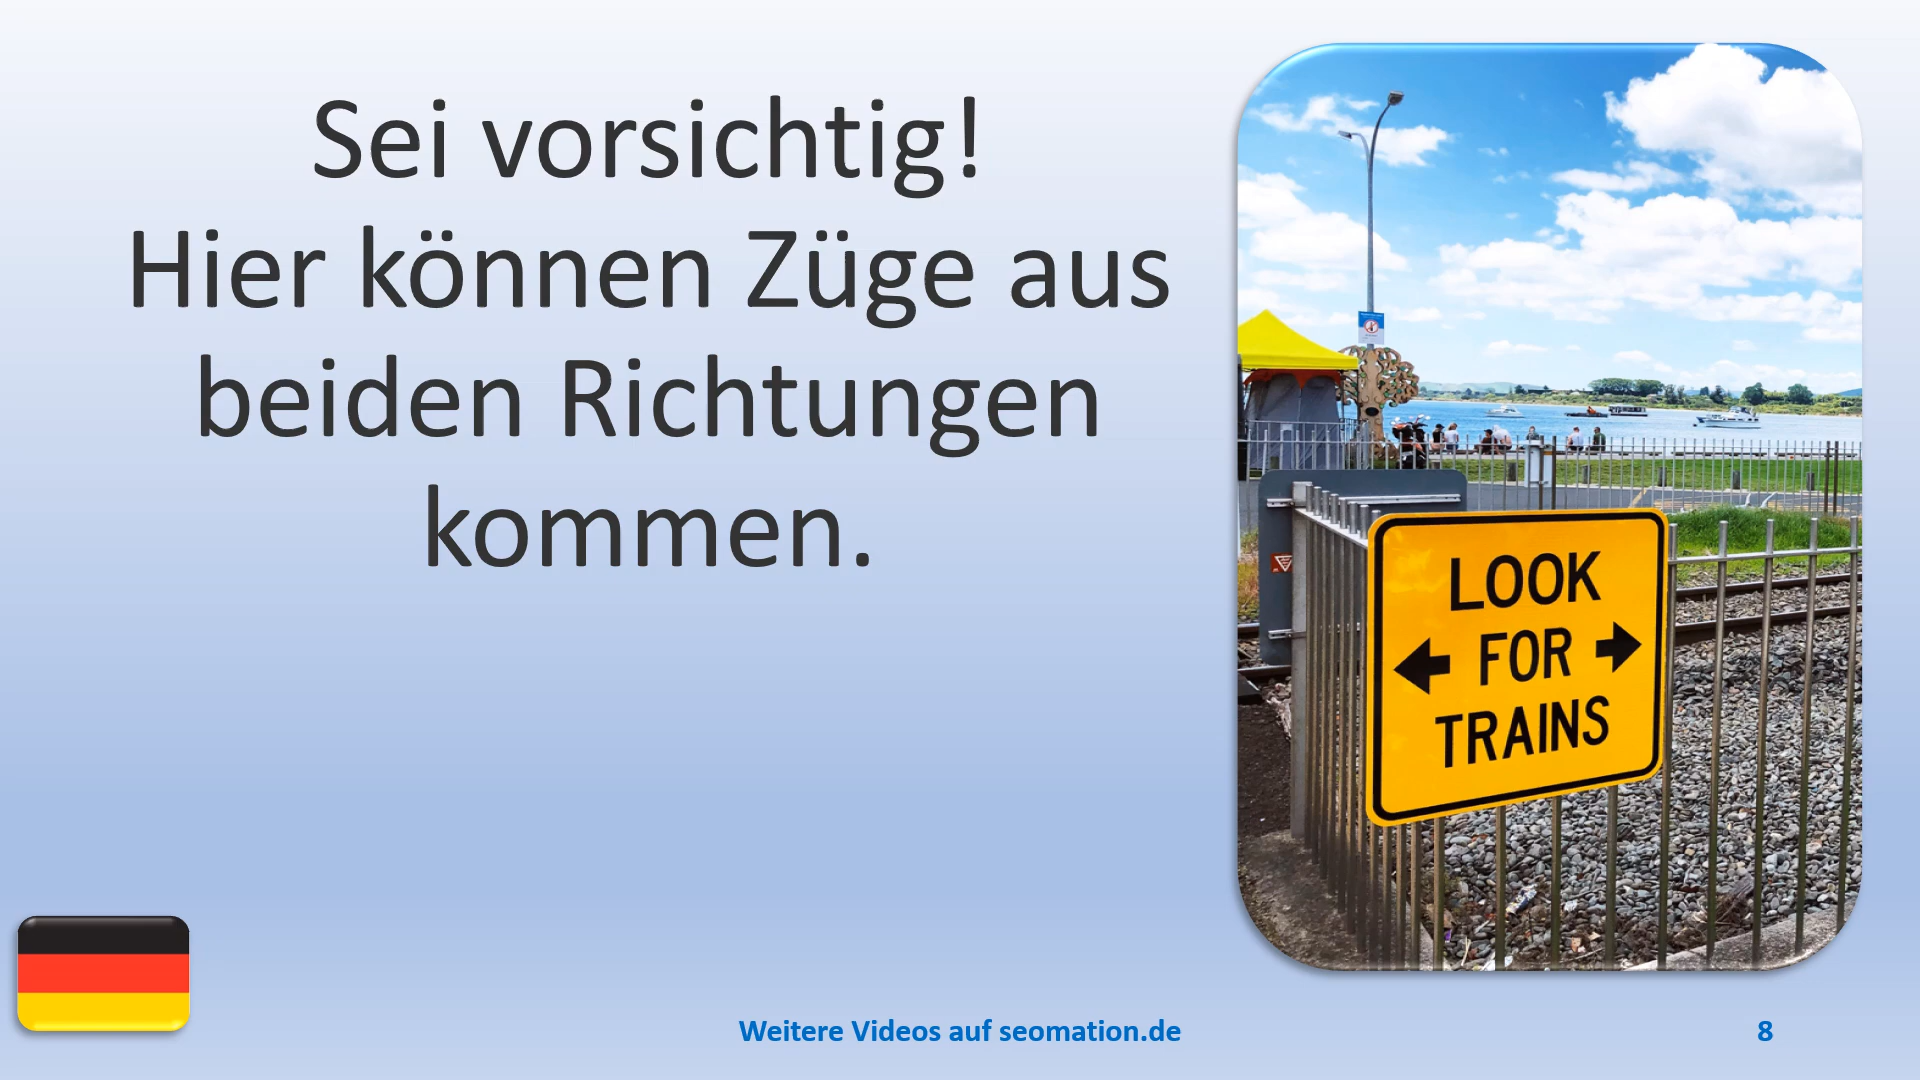 Sei vorsichtig!
Hier können Züge aus
beiden Richtungen
kommen.
LOOK
FOR
TRAINS
Weitere Videos auf seomation.de
8